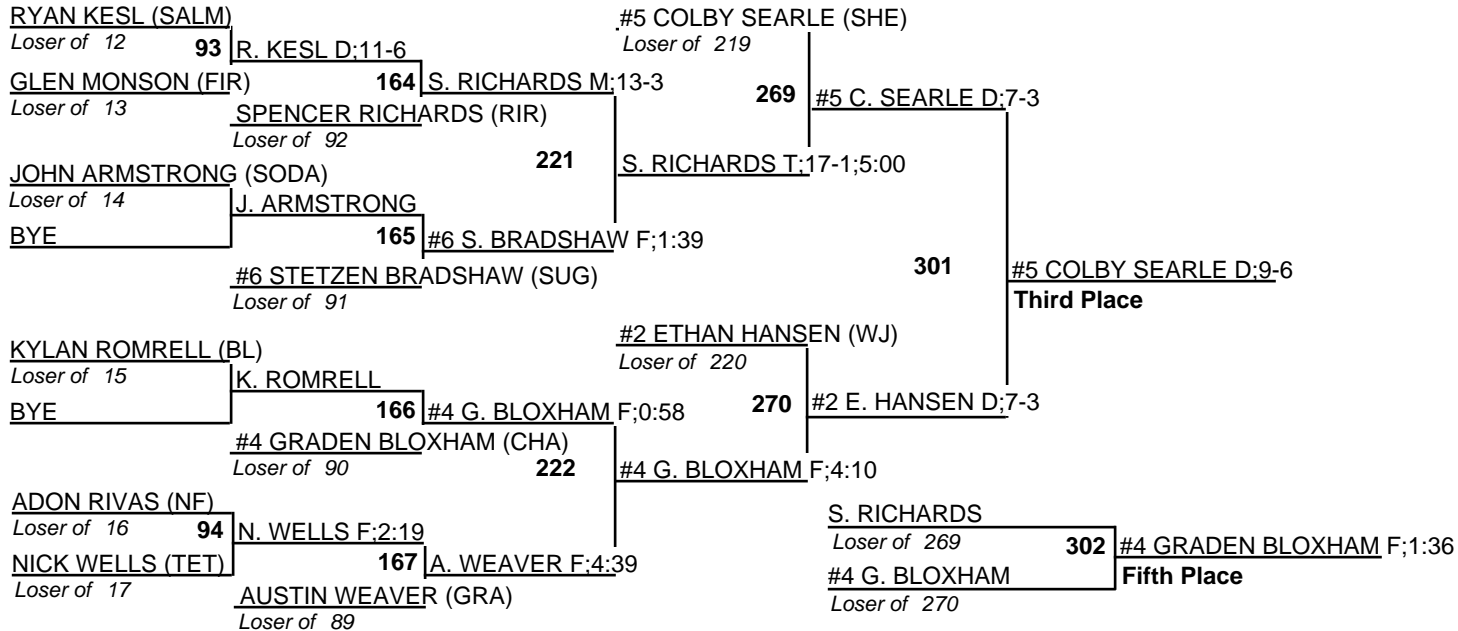 RYAN KESL (SALM)
Loser of 12
93
R. KESL D;11-6
GLEN MONSON (FIR)
Loser of 13
164
S. RICHARDS M;13-3
SPENCER RICHARDS (RIR)
Loser of 92
JOHN ARMSTRONG (SODA)
Loser of 14
J. ARMSTRONG
BYE
165
#6 S. BRADSHAW F;1:39
#6 STETZEN BRADSHAW (SUG)
Loser of 91
221
S. RICHARDS T;17-1;5:00
#5 COLBY SEARLE (SHE)
Loser of 219
269
#5 C. SEARLE D;7-3
KYLAN ROMRELL (BL)
Loser of 15
K. ROMRELL
BYE
166
#4 G. BLOXHAM F;0:58
#4 GRADEN BLOXHAM (CHA)
Loser of 90
222
#4 G. BLOXHAM F;4:10
ADON RIVAS (NF)
Loser of 16
94
N. WELLS F;2:19
NICK WELLS (TET)
Loser of 17
167
A. WEAVER F;4:39
AUSTIN WEAVER (GRA)
Loser of 89
#2 ETHAN HANSEN (WJ)
Loser of 220
270
#2 E. HANSEN D;7-3
301
#5 COLBY SEARLE D;9-6
Third Place
S. RICHARDS
Loser of 269
302
#4 GRADEN BLOXHAM F;1:36
#4 G. BLOXHAM
Loser of 270
Fifth Place